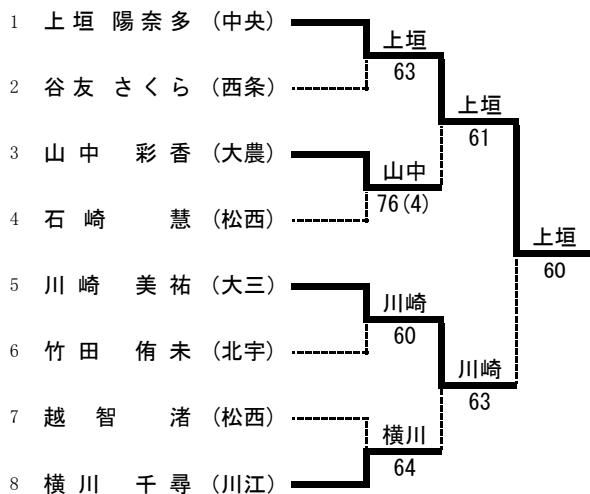 1 上垣 陽奈多 (中央)
上垣
63
2 谷友 さくら (西条)
上垣
61
3 山中 彩香 (大農)
山中
76(4)
4 石崎 慧 (松西)
上垣
60
5 川崎 美祐 (大三)
川崎
60
6 竹田 侑未 (北宇)
川崎
63
7 越智 渚 (松西)
横川
64
8 横川 千尋 (川江)